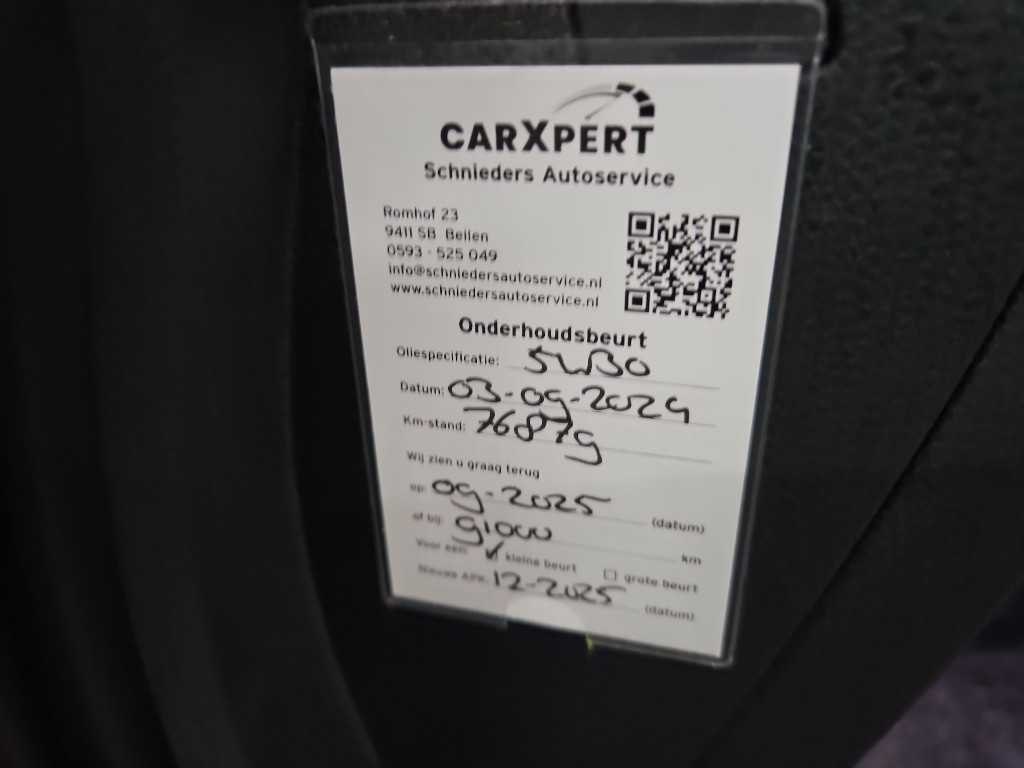 CARXPERT
Schnieders Autoservice
Romhof 23
9411 SB Beilen
0593 - 525 049
info@schniedersautoservice.nl
www.schniedersautoservice.nl
Onderhoudsbeurt
Oliespecificatie: 5W30
Datum: 03-09-2024
Km-stand: 76879
Wij zien u graag terug
op: 09-2025 (datum)
of bij: 91000 km
Voor een: ✓ kleine beurt □ grote beurt
Nieuwe APK: 12-2025 (datum)